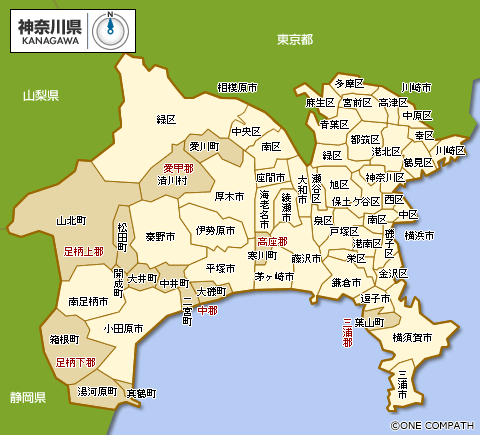 神奈川県
KANAGAWA
東京都
山梨県
相模原市
多摩区
川崎市
麻生区
宮前区
高津区
中原区
緑区
中央区
青葉区
都筑区
港北区
幸区
川崎区
愛川町
南区
鶴見区
愛甲郡
清川村
座間市
大和市
瀬谷区
緑区
旭区
神奈川区
厚木市
海老名市
綾瀬市
保土ケ谷区
西区
中区
山北町
松田町
秦野市
伊勢原市
泉区
戸塚区
南区
磯子区
横浜市
足柄上郡
高座郡
寒川町
藤沢市
港南区
栄区
金沢区
開成町
大井町
中井町
平塚市
茅ヶ崎市
鎌倉市
逗子市
南足柄市
大磯町
二宮町
中郡
葉山町
三浦郡
小田原市
箱根町
足柄下郡
横須賀市
湯河原町
真鶴町
三浦市
静岡県
©ONE COMPATH